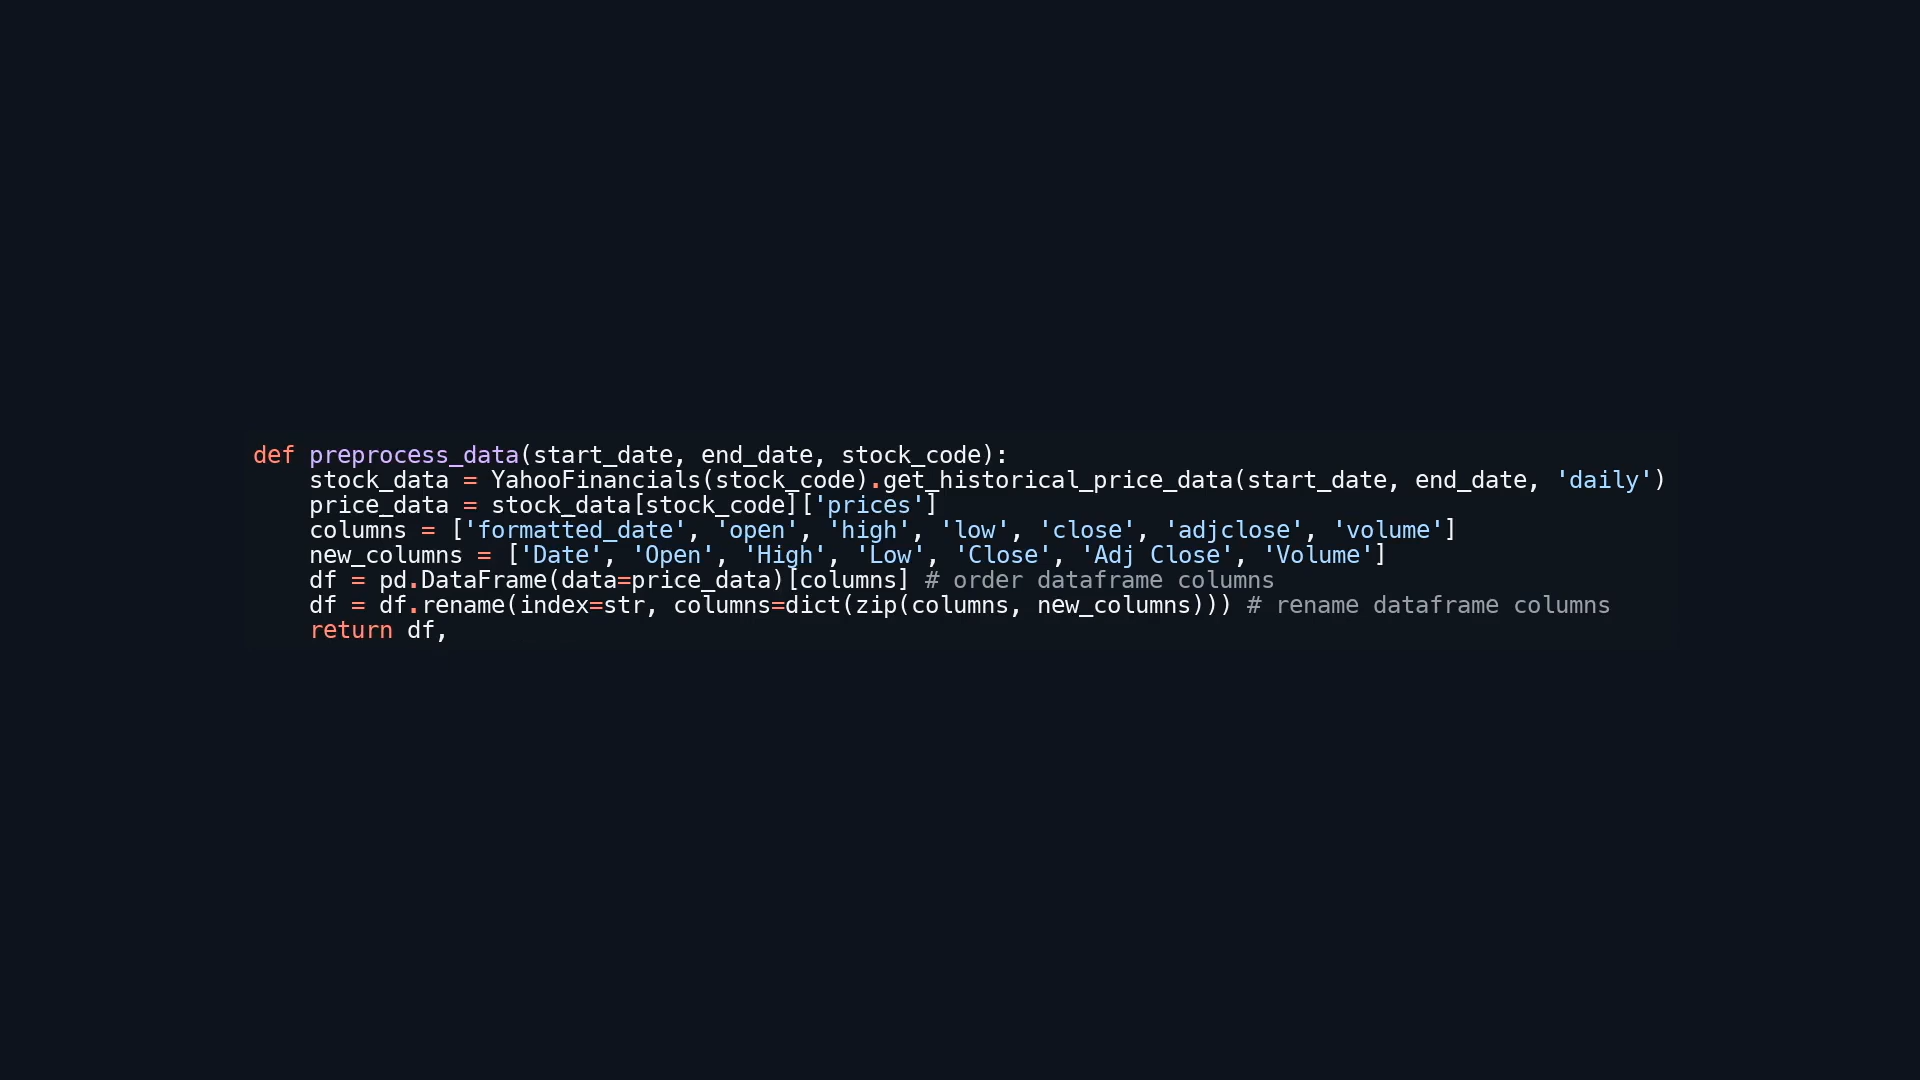 def preprocess_data(start_date, end_date, stock_code):
    stock_data = YahooFinancials(stock_code).get_historical_price_data(start_date, end_date, 'daily')
    price_data = stock_data[stock_code]['prices']
    columns = ['formatted_date', 'open', 'high', 'low', 'close', 'adjclose', 'volume']
    new_columns = ['Date', 'Open', 'High', 'Low', 'Close', 'Adj Close', 'Volume']
    df = pd.DataFrame(data=price_data)[columns] # order dataframe columns
    df = df.rename(index=str, columns=dict(zip(columns, new_columns))) # rename dataframe columns
    return df,